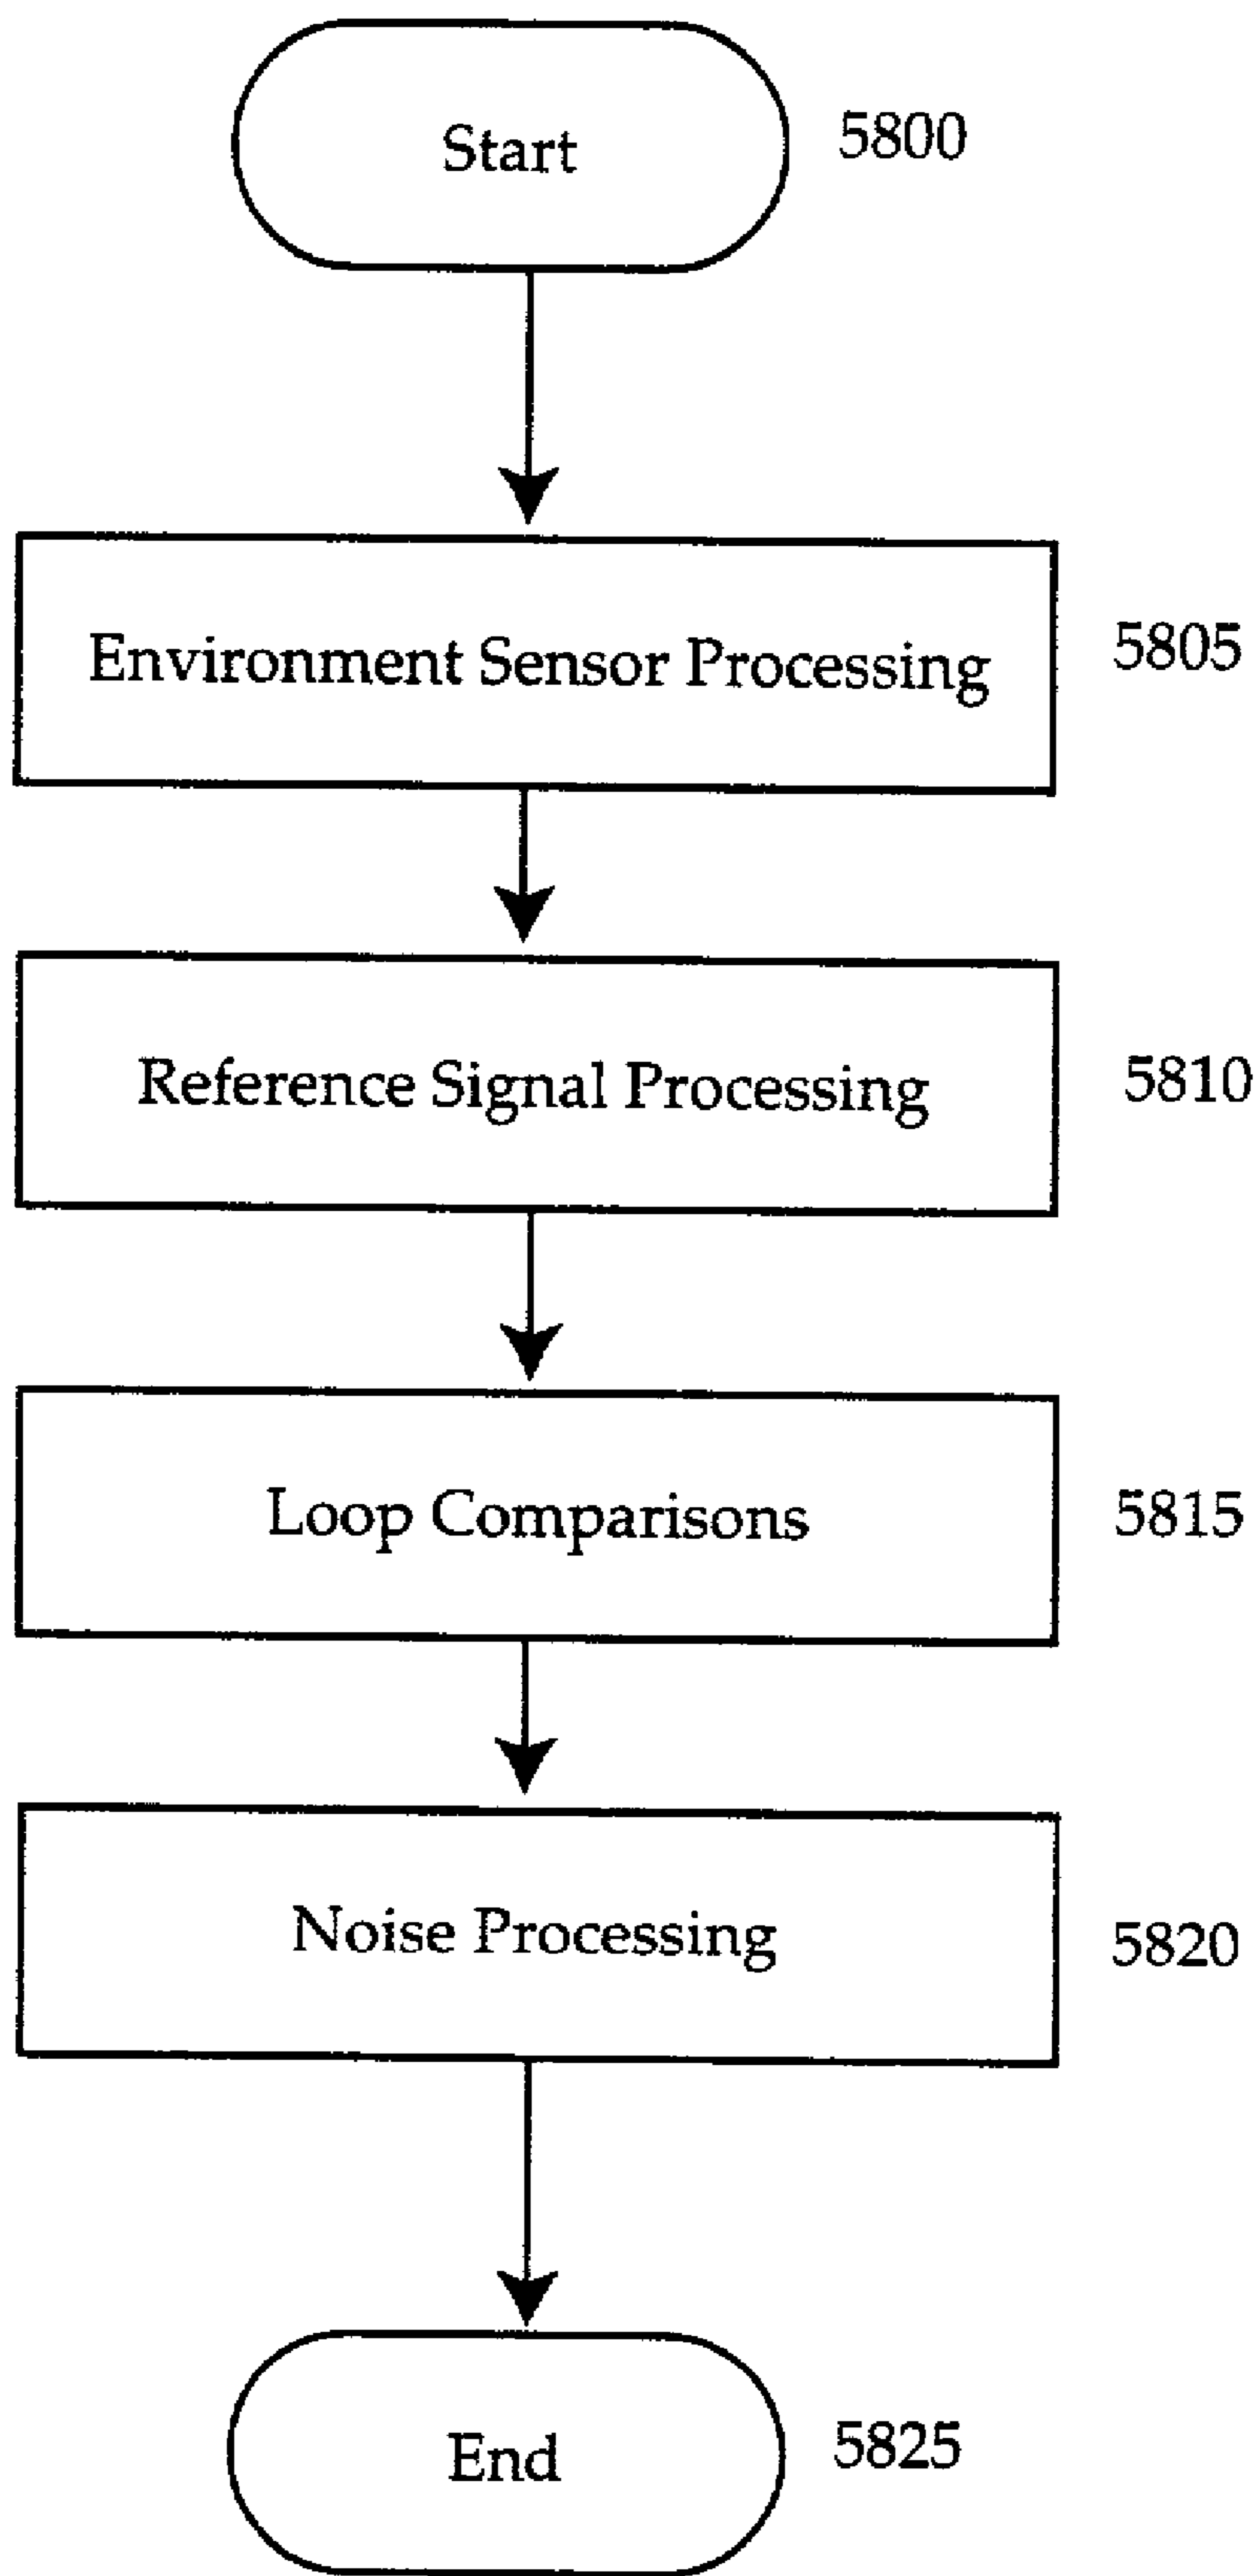 Start 5800
Environment Sensor Processing 5805
Reference Signal Processing 5810
Loop Comparisons 5815
Noise Processing 5820
End 5825